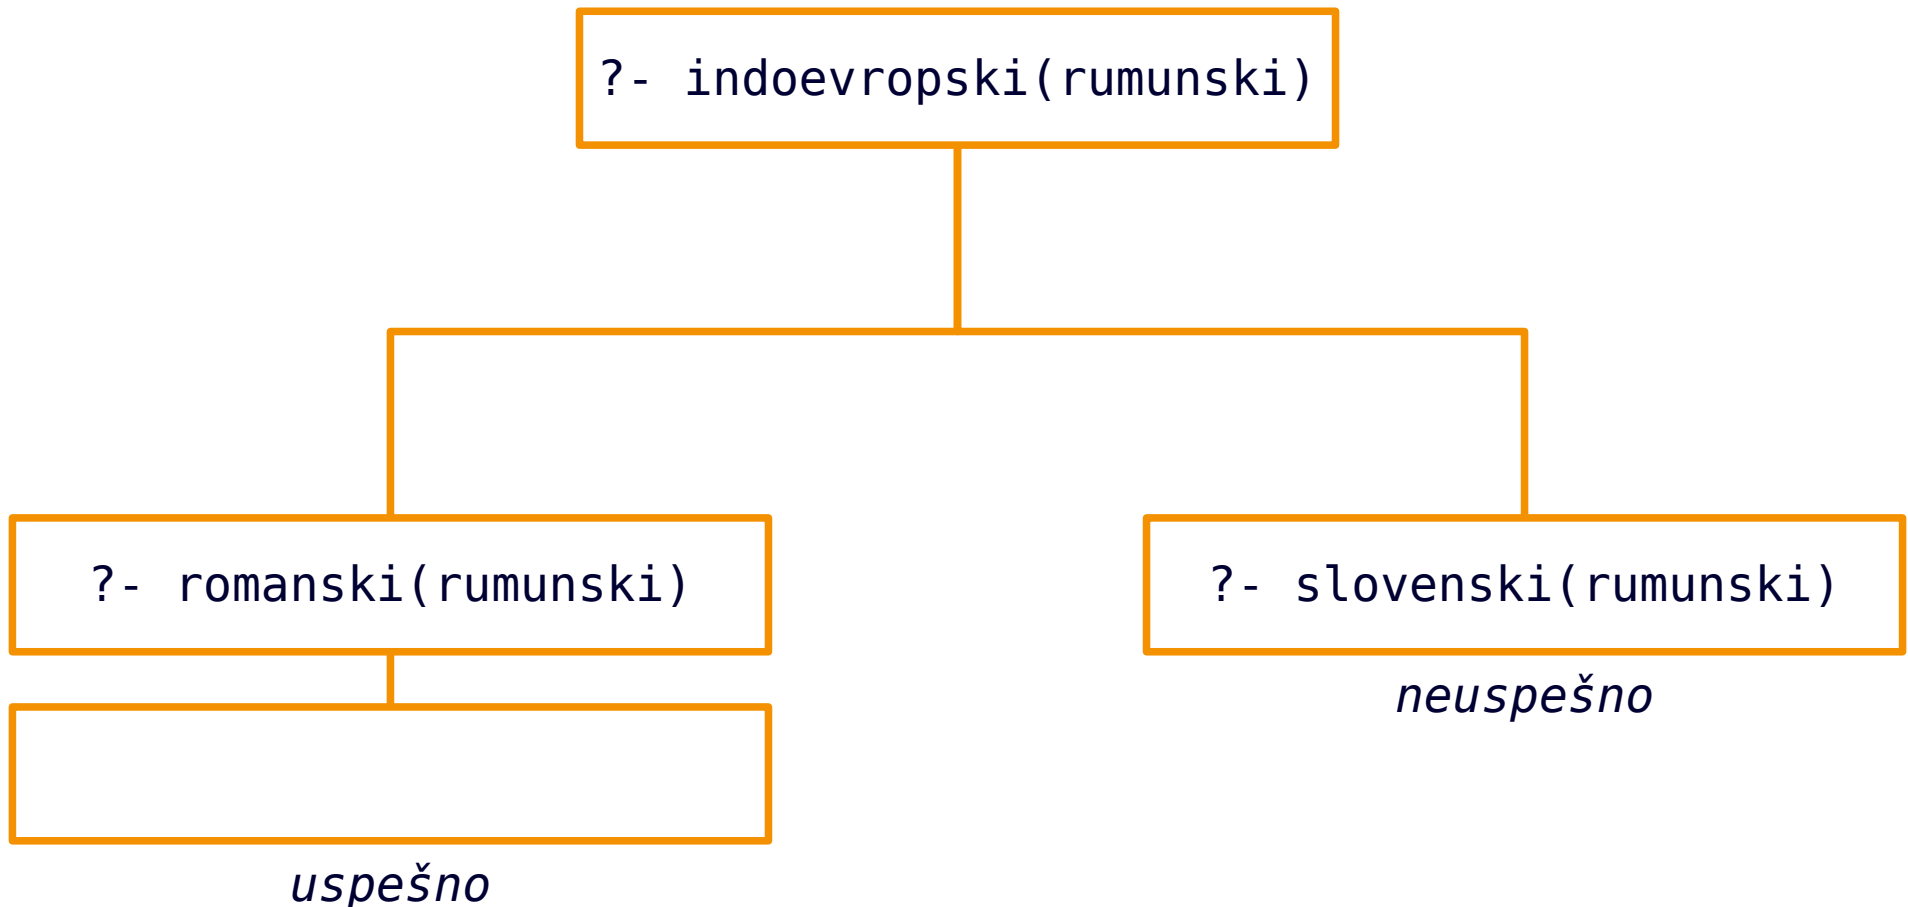 ?- indoevropski(rumunski)
?- romanski(rumunski)
?- slovenski(rumunski)
neuspešno
uspešno